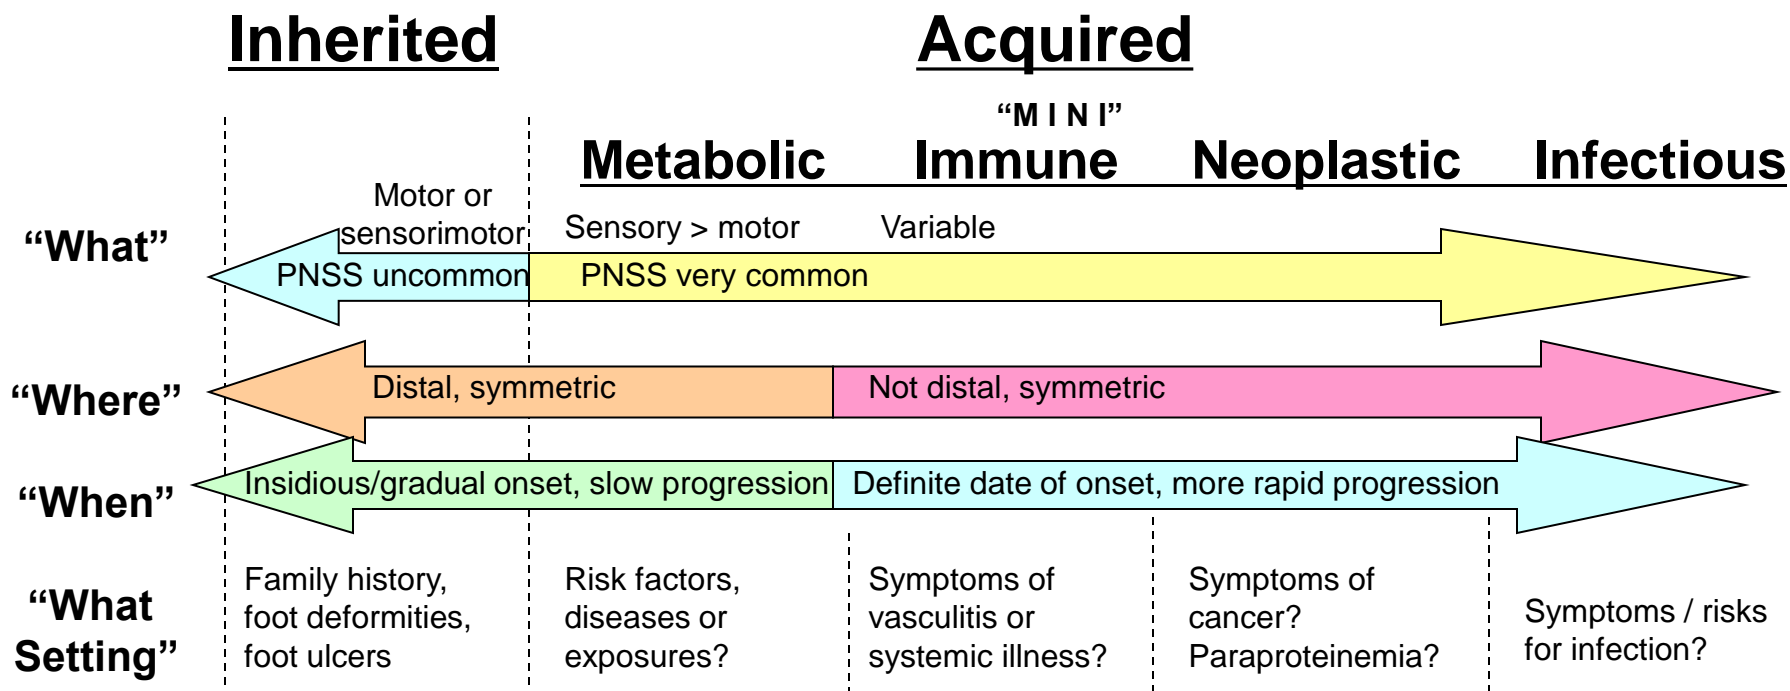 Inherited
Acquired
“M I N I”
Metabolic
Immune
Neoplastic
Infectious
“What”
Motor or
sensorimotor
Sensory > motor
Variable
PNSS uncommon
PNSS very common
“Where”
Distal, symmetric
Not distal, symmetric
“When”
Insidious/gradual onset, slow progression
Definite date of onset, more rapid progression
“What
Setting”
Family history,
foot deformities,
foot ulcers
Risk factors,
diseases or
exposures?
Symptoms of
vasculitis or
systemic illness?
Symptoms of
cancer?
Paraproteinemia?
Symptoms / risks
for infection?